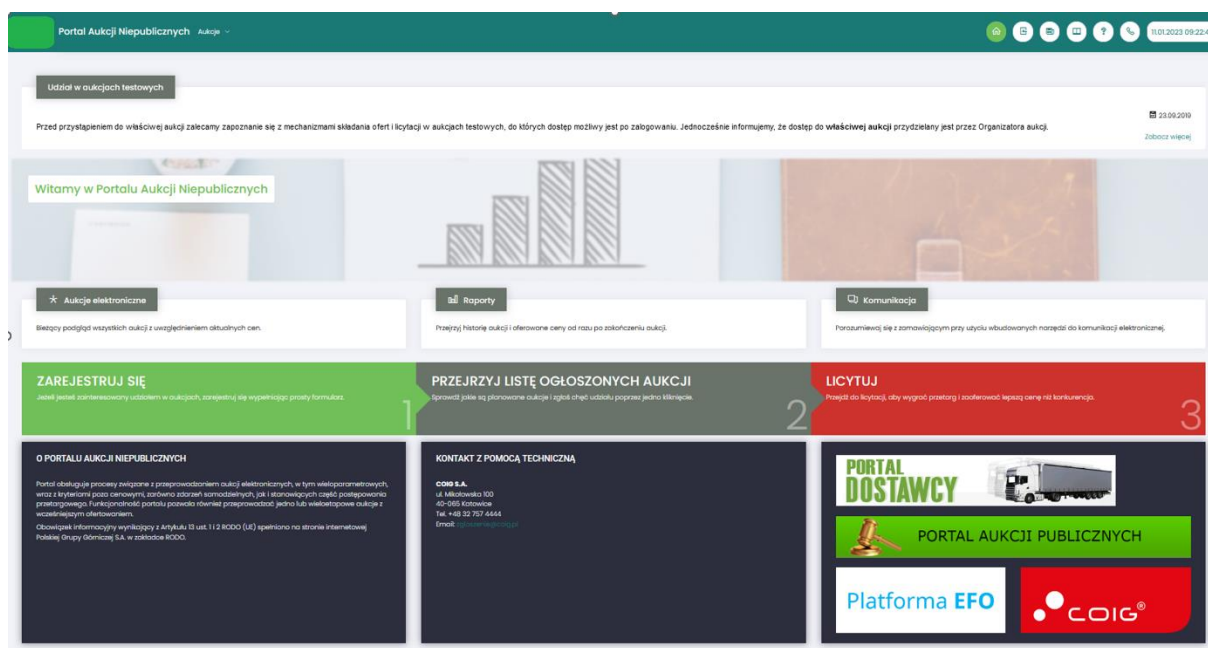 Portal Aukcji Niepublicznych Aukcje
11.01.2023 09:22:4
Udział w aukcjach testowych
23.09.2019
Przed przystąpieniem do właściwej aukcji zalecamy zapoznanie się z mechanizmami składania ofert i licytacji w aukcjach testowych, do których dostęp możliwy jest po zalogowaniu. Jednocześnie informujemy, że dostęp do właściwej aukcji przydzielany jest przez Organizatora aukcji.
Zobacz więcej
Witamy w Portalu Aukcji Niepublicznych
Aukcje elektroniczne
Bieżący podgląd wszystkich aukcji z uwzględnieniem aktualnych cen.
Raporty
Przejrzyj historię aukcji i oferowane ceny od razu po zakończeniu aukcji.
Komunikacja
Porozumiewaj się z zamawiającym przy użyciu wbudowanych narzędzi do komunikacji elektronicznej.
ZAREJESTRUJ SIĘ
Jeżeli jesteś zainteresowany udziałem w aukcjach, zarejestruj się wypełniając prosty formularz.
1
PRZEJRZYJ LISTĘ OGŁOSZONYCH AUKCJI
Sprawdź jakie są planowane aukcje i zgłoś chęć udziału poprzez jedno kliknięcie.
2
LICYTUJ
Przejdź do licytacji, aby wygrać przetarg i zaoferować lepszą cenę niż konkurencja.
3
O PORTALU AUKCJI NIEPUBLICZNYCH
Portal obsługuje procesy związane z przeprowadzaniem aukcji elektronicznych, w tym wieloparametrowych,
wraz z kryteriami poza cenowymi, zarówno zdarzeń samodzielnych, jak i stanowiących część postępowania
przetargowego. Funkcjonalność portalu pozwala również przeprowadzać jedno lub wieloetapowe aukcje z
wcześniejszym ofertowaniem.
Obowiązek informacyjny wynikający z Artykułu 13 ust. 1 i 2 RODO (UE) spełniono na stronie internetowej
Polskiej Grupy Górniczej S.A. w zakładce RODO.
KONTAKT Z POMOCĄ TECHNICZNĄ
COIG S.A.
ul. Mikołowska 100
40-065 Katowice
Tel. +48 32 757 4444
Email: zgloszenia@coig.pl
PORTAL
DOSTAWCY
PORTAL AUKCJI PUBLICZNYCH
Platforma EFO
COIG®